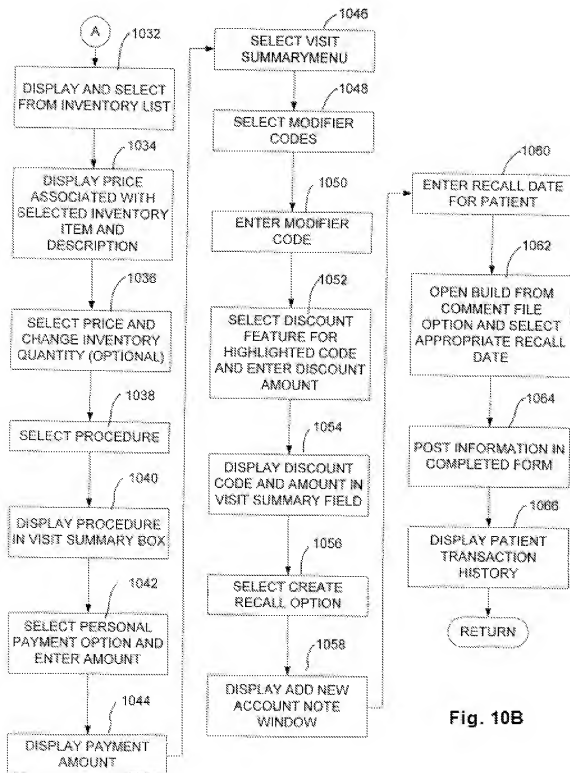 A
1032
DISPLAY AND SELECT
FROM INVENTORY LIST
1034
DISPLAY PRICE
ASSOCIATED WITH
SELECTED INVENTORY
ITEM AND
DESCRIPTION
1036
SELECT PRICE AND
CHANGE INVENTORY
QUANTITY (OPTIONAL)
1038
SELECT PROCEDURE
1040
DISPLAY PROCEDURE
IN VISIT SUMMARY BOX
1042
SELECT PERSONAL
PAYMENT OPTION AND
ENTER AMOUNT
1044
DISPLAY PAYMENT
AMOUNT
1046
SELECT VISIT
SUMMARYMENU
1048
SELECT MODIFIER
CODES
1050
ENTER MODIFIER
CODE
1052
SELECT DISCOUNT
FEATURE FOR
HIGHLIGHTED CODE
AND ENTER DISCOUNT
AMOUNT
1054
DISPLAY DISCOUNT
CODE AND AMOUNT IN
VISIT SUMMARY FIELD
1056
SELECT CREATE
RECALL OPTION
1058
DISPLAY ADD NEW
ACCOUNT NOTE
WINDOW
1060
ENTER RECALL DATE
FOR PATIENT
1062
OPEN BUILD FROM
COMMENT FILE
OPTION AND SELECT
APPROPRIATE RECALL
DATE
1064
POST INFORMATION IN
COMPLETED FORM
1066
DISPLAY PATIENT
TRANSACTION
HISTORY
RETURN
Fig. 10B